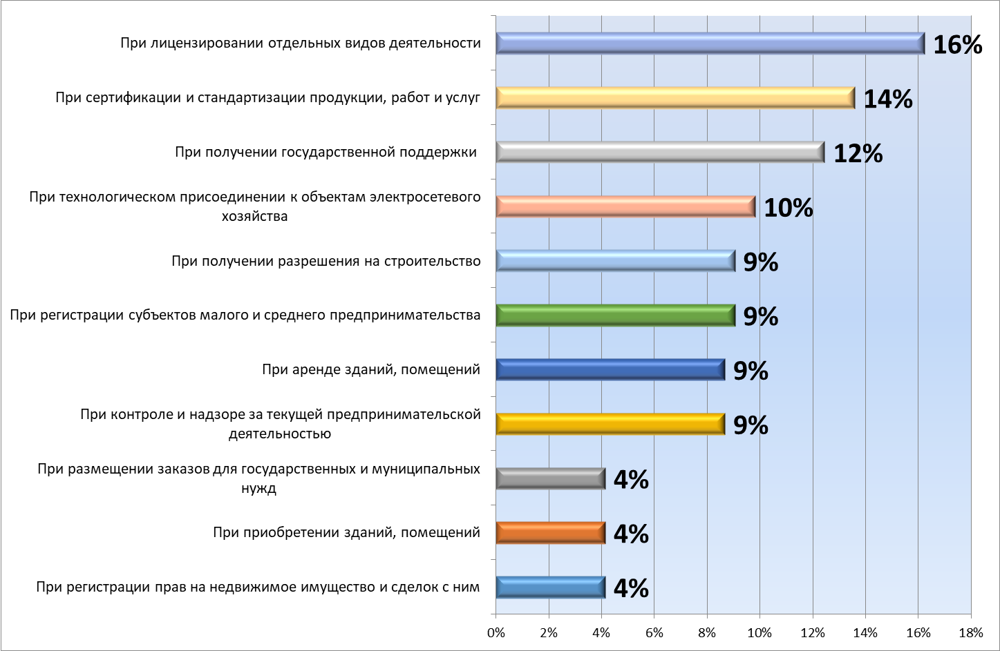 При лицензировании отдельных видов деятельности
16%
При сертификации и стандартизации продукции, работ и услуг
14%
При получении государственной поддержки
12%
При технологическом присоединении к объектам электросетевого
хозяйства
10%
При получении разрешения на строительство
9%
При регистрации субъектов малого и среднего предпринимательства
9%
При аренде зданий, помещений
9%
При контроле и надзоре за текущей предпринимательской
деятельностью
9%
При размещении заказов для государственных и муниципальных
нужд
4%
При приобретении зданий, помещений
4%
При регистрации прав на недвижимое имущество и сделок с ним
4%
0% 2% 4% 6% 8% 10% 12% 14% 16% 18%